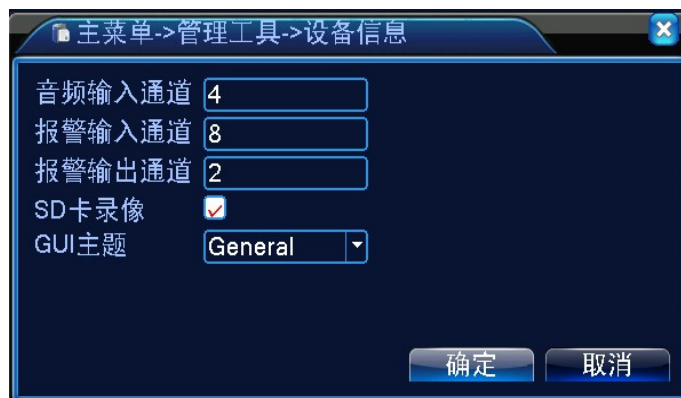 主菜单->管理工具->设备信息
音频输入通道 4
报警输入通道 8
报警输出通道 2
SD卡录像
GUI主题 General
确定 取消